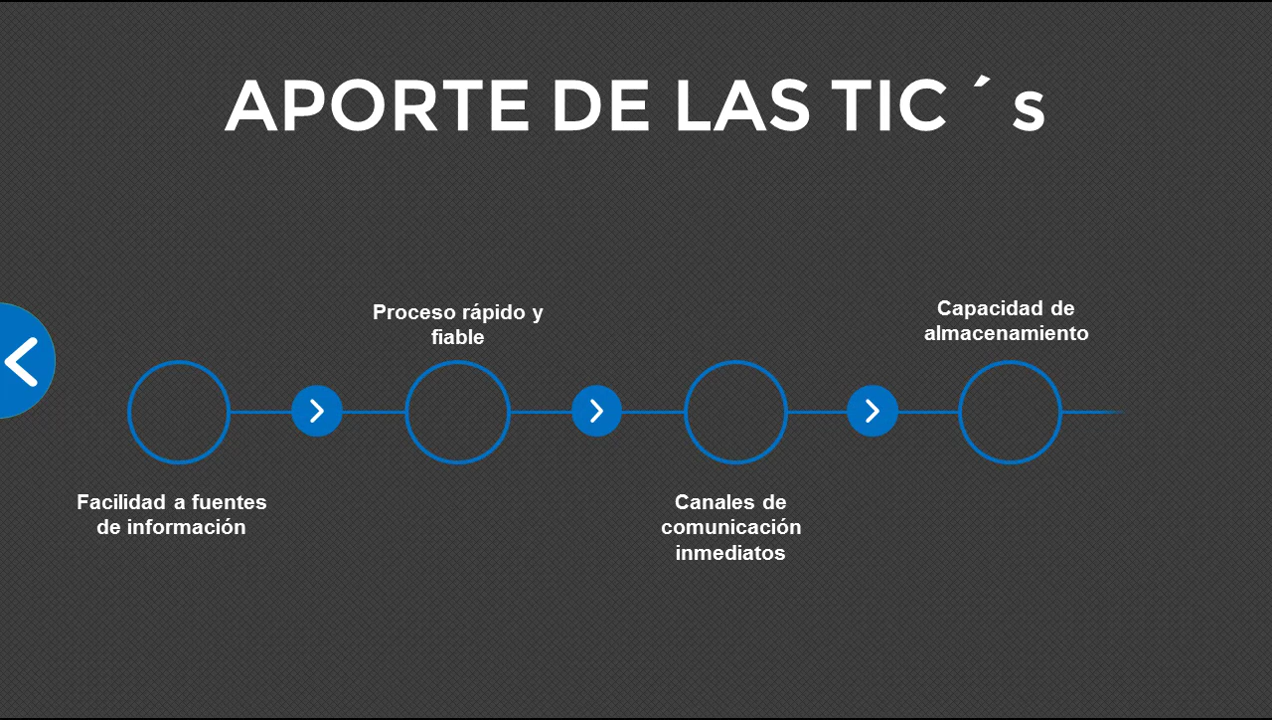 APORTE DE LAS TIC ´ s
Facilidad a fuentes
de información
Proceso rápido y
fiable
Canales de
comunicación
inmediatos
Capacidad de
almacenamiento